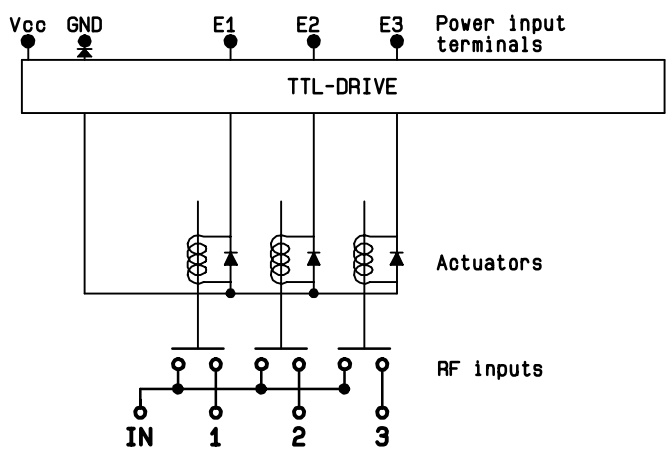 Vcc GND E1 E2 E3 Power input
terminals
TTL-DRIVE
Actuators
RF inputs
IN 1 2 3